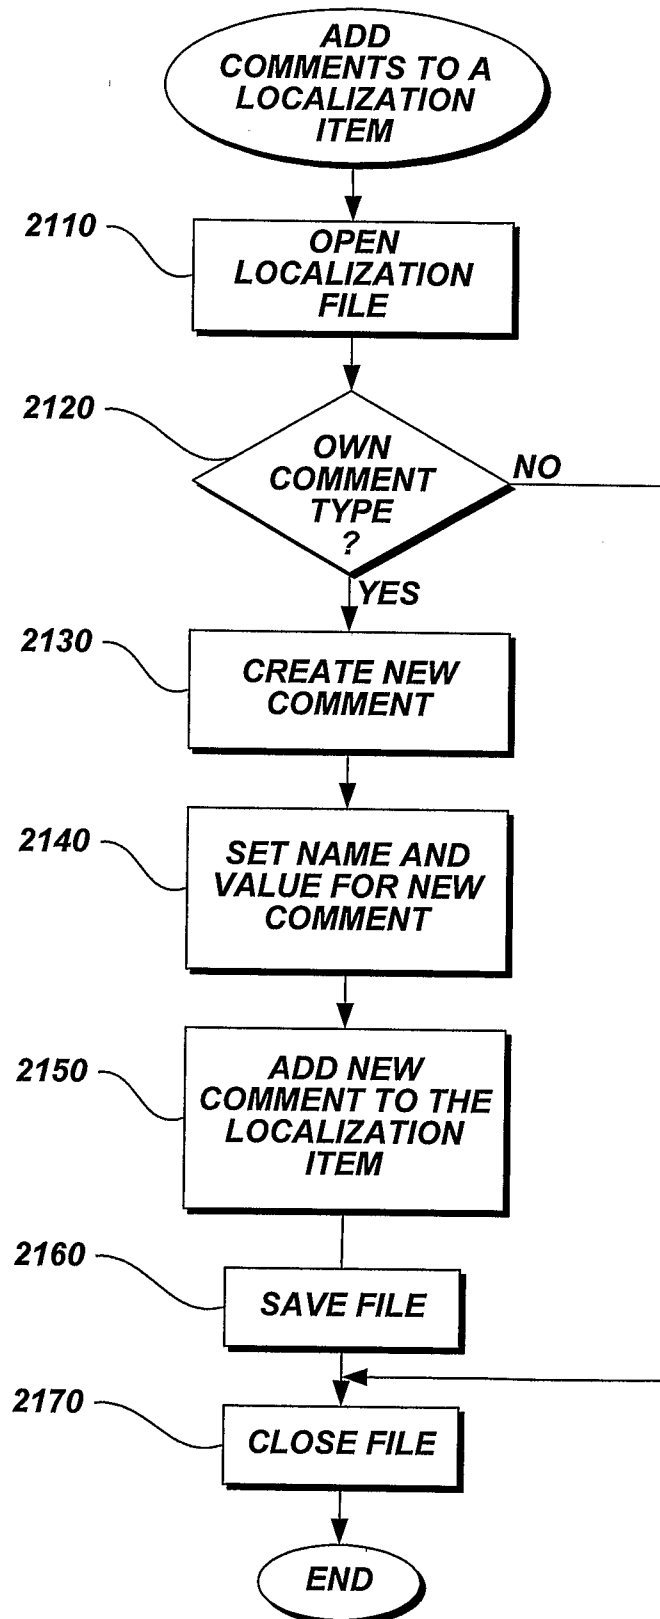 ADD
COMMENTS TO A
LOCALIZATION
ITEM
2110
OPEN
LOCALIZATION
FILE
2120
OWN
COMMENT
TYPE
?
NO
YES
2130
CREATE NEW
COMMENT
2140
SET NAME AND
VALUE FOR NEW
COMMENT
2150
ADD NEW
COMMENT TO THE
LOCALIZATION
ITEM
2160
SAVE FILE
2170
CLOSE FILE
END